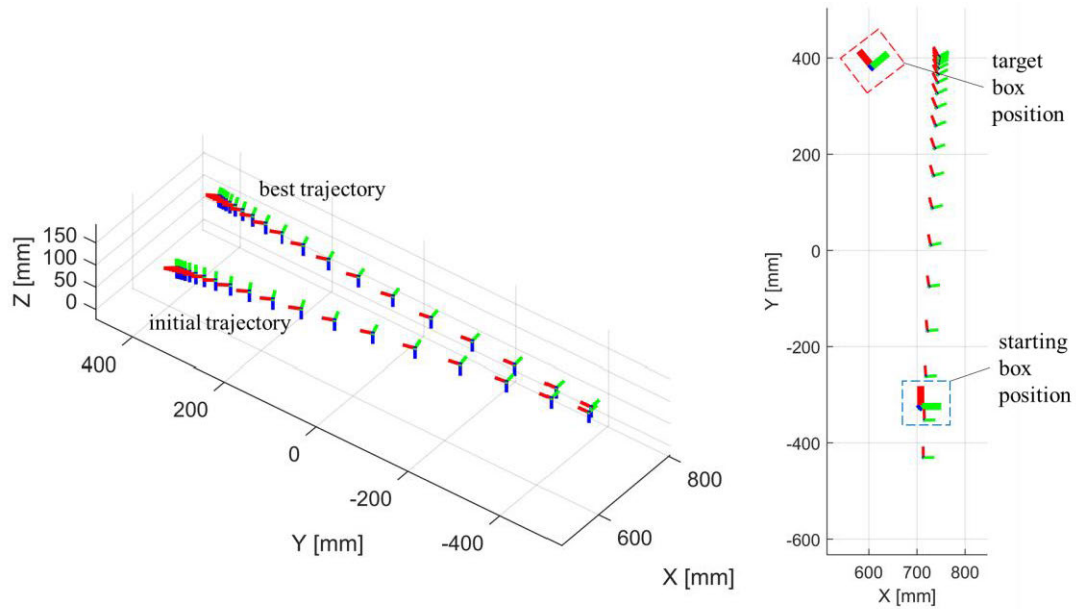 best trajectory
initial trajectory
Z [mm]
150
100
50
0
400
200
0
-200
-400
Y [mm]
800
600
X [mm]
400
200
0
-200
-400
-600
Y [mm]
600
700
800
X [mm]
target
box
position
starting
box
position